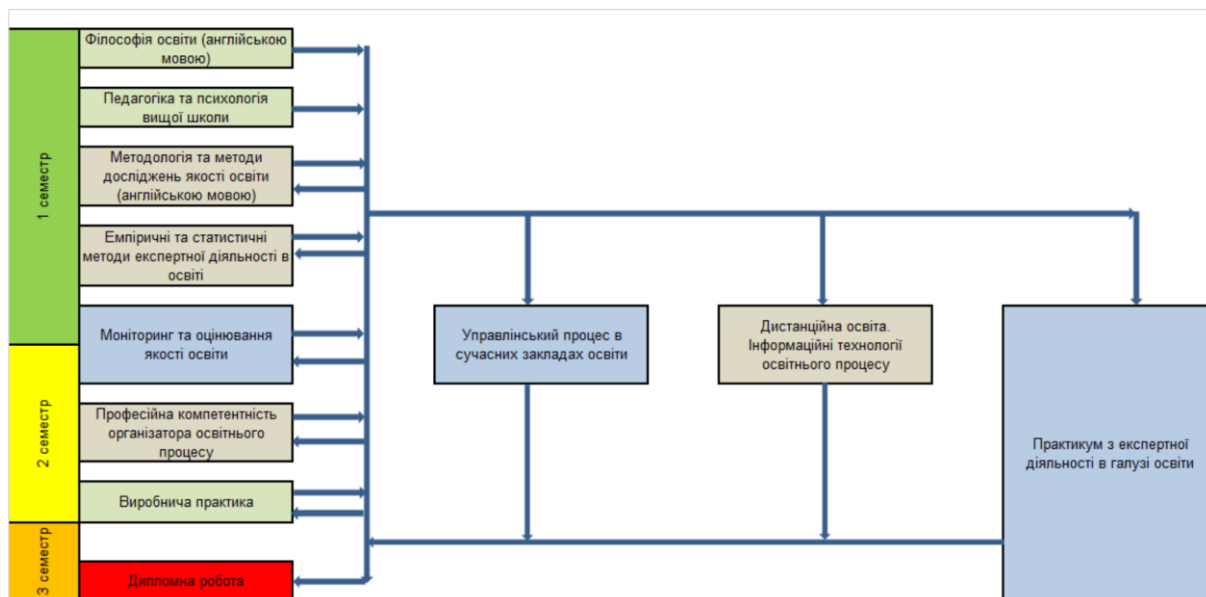 1 семестр
Філософія освіти (англійською
мовою)
Педагогіка та психологія
вищої школи
Методологія та методи
досліджень якості освіти
(англійською мовою)
Емпіричні та статистичні
методи експертної діяльності в
освіті
Моніторинг та оцінювання
якості освіти
Управлінський процес в
сучасних закладах освіти
Дистанційна освіта.
Інформаційні технології
освітнього процесу
Практикум з експертної
діяльності в галузі освіти
2 семестр
Професійна компетентність
організатора освітнього
процесу
Виробнича практика
3 семестр
Дипломна робота